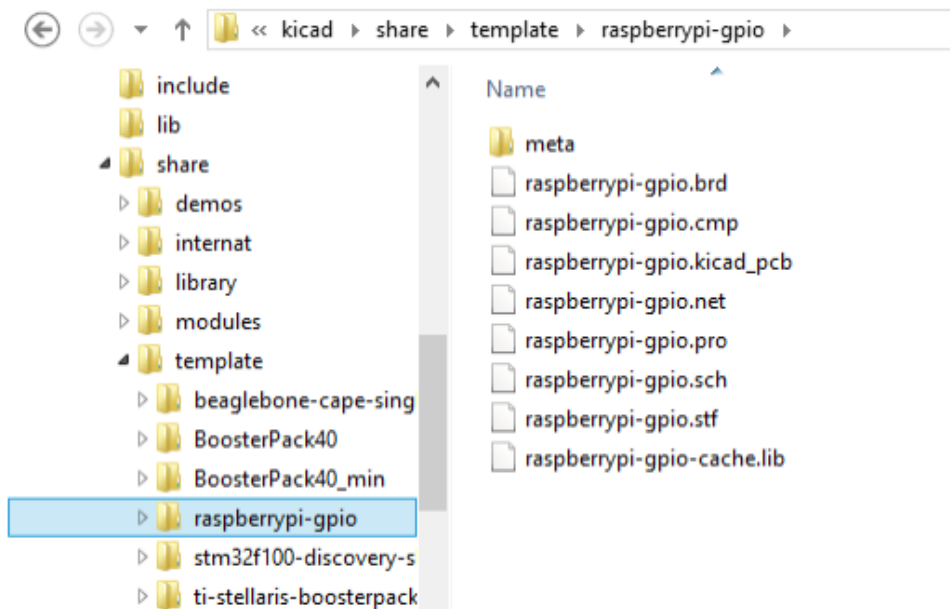 « kicad share template raspberrypi-gpio
include
lib
share
demos
internat
library
modules
template
beaglebone-cape-sing
BoosterPack40
BoosterPack40_min
raspberrypi-gpio
stm32f100-discovery-s
ti-stellaris-boosterpack
Name
meta
raspberrypi-gpio.brd
raspberrypi-gpio.cmp
raspberrypi-gpio.kicad_pcb
raspberrypi-gpio.net
raspberrypi-gpio.pro
raspberrypi-gpio.sch
raspberrypi-gpio.stf
raspberrypi-gpio-cache.lib